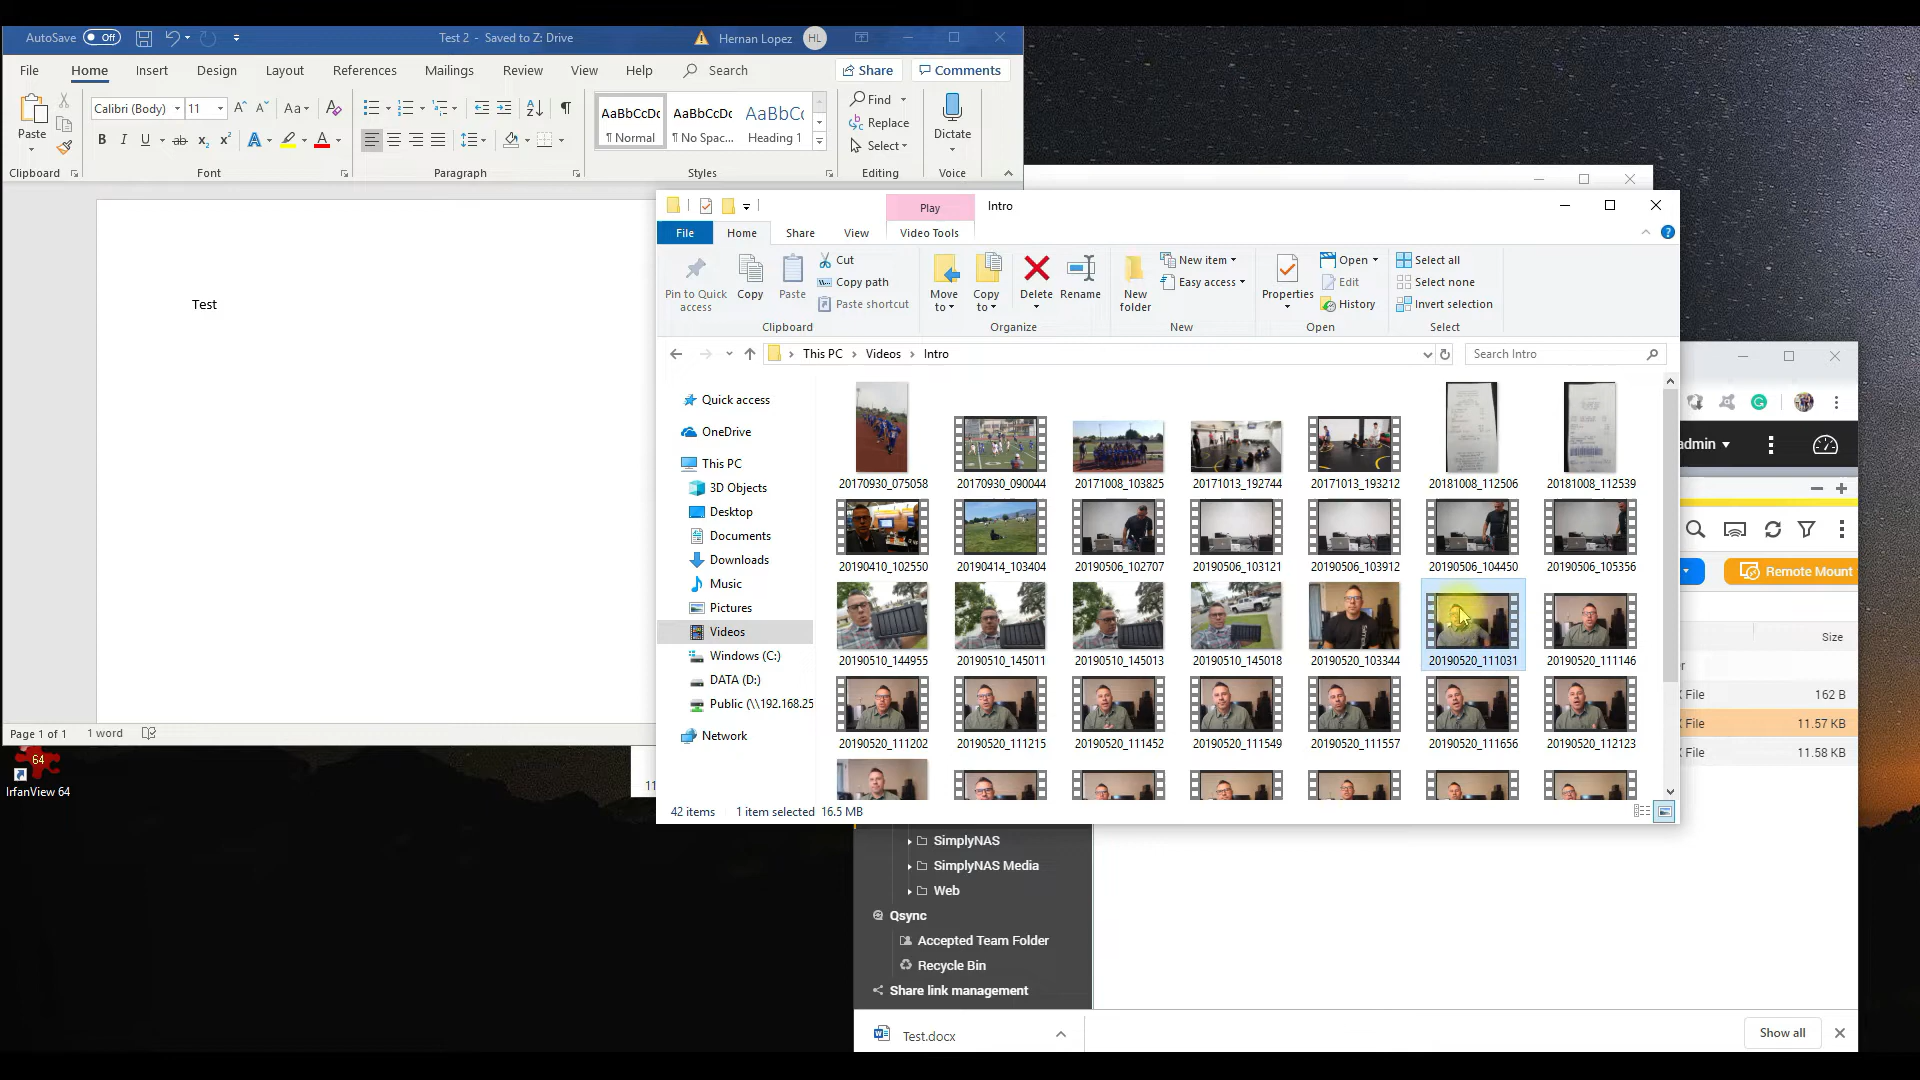 AutoSave Off Test 2 - Saved to Z: Drive Hernan Lopez HL
File Home Insert Design Layout References Mailings Review View Help Search Share Comments
Paste
Calibri (Body) 11 Aa
B I U ab x₂ x² A A
AaBbCcDc AaBbCcDc AaBbCc
¶ Normal ¶ No Spac... Heading 1
Find
Replace
Select
Dictate
Clipboard Font Paragraph Styles Editing Voice
Test
Page 1 of 1 1 word
64
IrfanView 64
11
Play Intro
File Home Share View Video Tools
Pin to Quick access
Copy
Paste
Cut
Copy path
Paste shortcut
Move to
Copy to
Delete
Rename
New folder
New item
Easy access
Properties
Open
Edit
History
Select all
Select none
Invert selection
Clipboard Organize New Open Select
This PC Videos Intro Search Intro
Quick access
OneDrive
This PC
3D Objects
Desktop
Documents
Downloads
Music
Pictures
Videos
Windows (C:)
DATA (D:)
Public (\\192.168.25
Network
20170930_075058 20170930_090044 20171008_103825 20171013_192744 20171013_193212 20181008_112506 20181008_112539
20190410_102550 20190414_103404 20190506_102707 20190506_103121 20190506_103912 20190506_104450 20190506_105356
20190510_144955 20190510_145011 20190510_145013 20190510_145018 20190520_103344 20190520_111031 20190520_111146
20190520_111202 20190520_111215 20190520_111452 20190520_111549 20190520_111557 20190520_111656 20190520_112123
42 items 1 item selected 16.5 MB
admin
Remote Mount
Size
File 162 B
File 11.57 KB
File 11.58 KB
SimplyNAS
SimplyNAS Media
Web
Qsync
Accepted Team Folder
Recycle Bin
Share link management
Test.docx
Show all